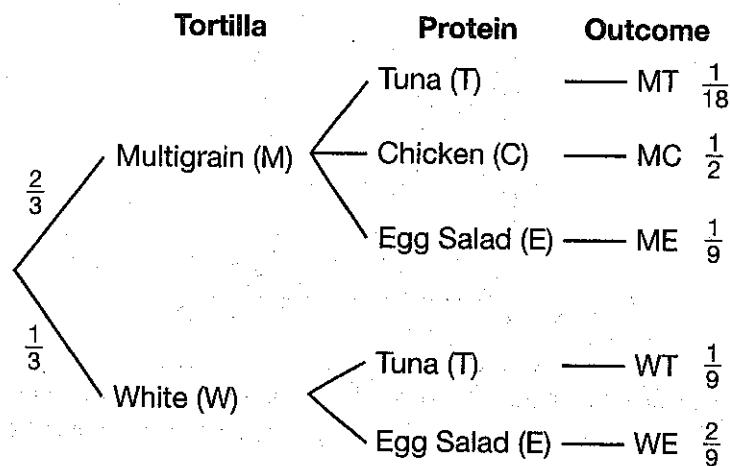 Tortilla Protein Outcome
Tuna (T) MT 1/18
2/3 Multigrain (M) Chicken (C) MC 1/2
Egg Salad (E) ME 1/9
1/3 White (W) Tuna (T) WT 1/9
Egg Salad (E) WE 2/9